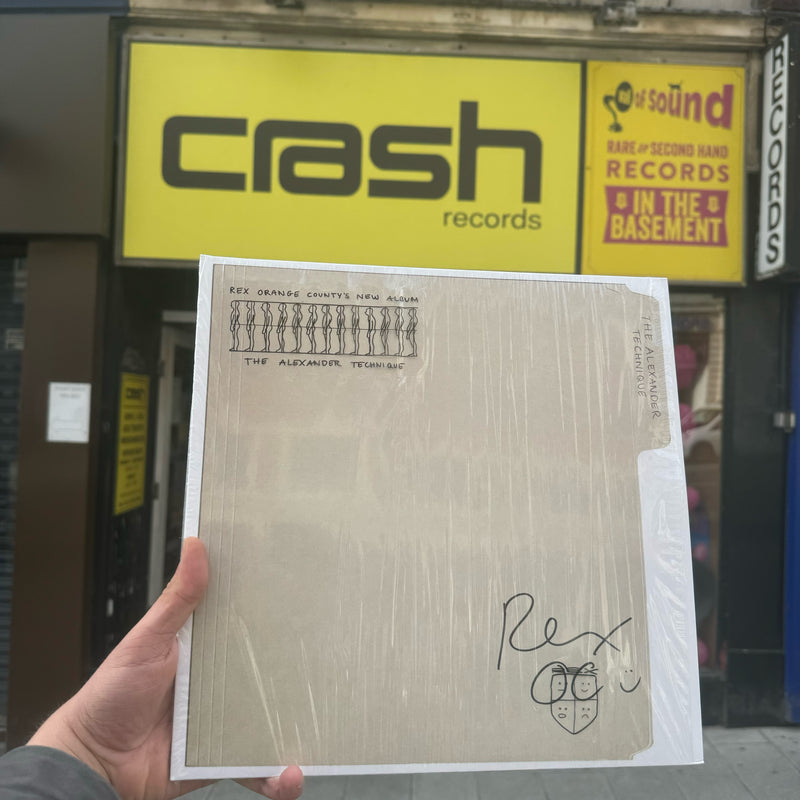 crash
records
of Sound
RARE & SECOND HAND
RECORDS
IN THE
BASEMENT
RECORDS
REX ORANGE COUNTY'S NEW ALBUM
THE ALEXANDER TECHNIQUE
THE ALEXANDER
TECHNIQUE
Rex
OC